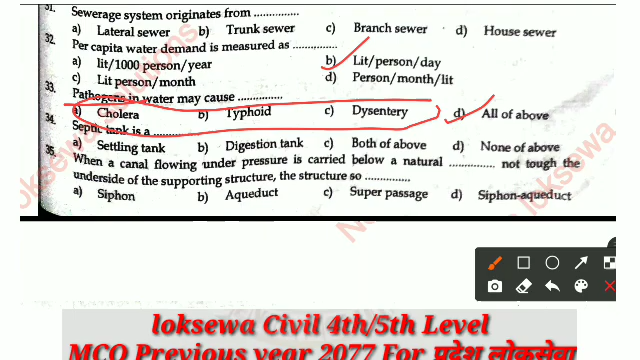 31. Sewerage system originates from ...............
a) Lateral sewer b) Trunk sewer c) Branch sewer d) House sewer
32. Per capita water demand is measured as ...............
a) lit/1000 person/year b) Lit/person/day
c) Lit person/month d) Person/month/lit
33. Pathogens in water may cause ...............
a) Cholera b) Typhoid c) Dysentery d) All of above
34. Septic tank is a ...............
a) Settling tank b) Digestion tank c) Both of above d) None of above
35. When a canal flowing under pressure is carried below a natural ............... not tough the
underside of the supporting structure, the structure so ...............
a) Siphon b) Aqueduct c) Super passage d) Siphon-aqueduct
loksewa
loksewa Civil 4th/5th Level
MCQ Previous year 2077 For प्रदेश लोकसेवा